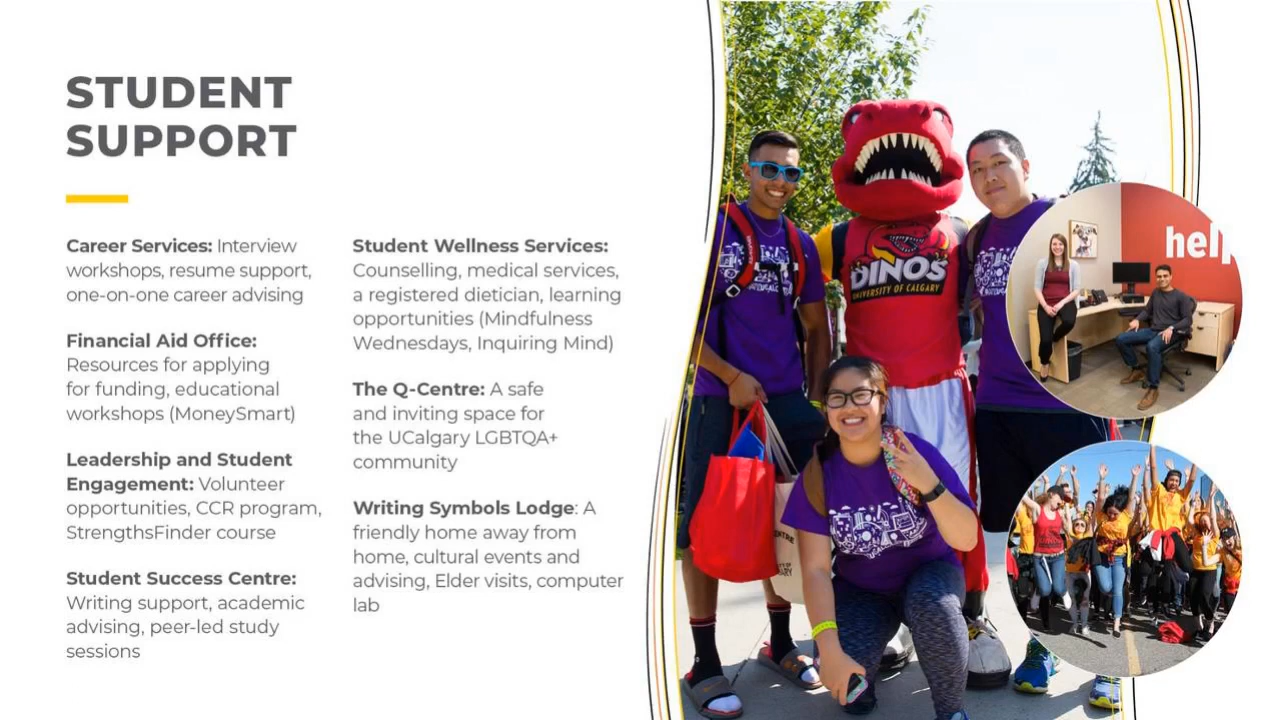 STUDENT
SUPPORT
Career Services: Interview
workshops, resume support,
one-on-one career advising
Financial Aid Office:
Resources for applying
for funding, educational
workshops (MoneySmart)
Leadership and Student
Engagement: Volunteer
opportunities, CCR program,
StrengthsFinder course
Student Success Centre:
Writing support, academic
advising, peer-led study
sessions
Student Wellness Services:
Counselling, medical services,
a registered dietician, learning
opportunities (Mindfulness
Wednesdays, Inquiring Mind)
The Q-Centre: A safe
and inviting space for
the UCalgary LGBTQA+
community
Writing Symbols Lodge: A
friendly home away from
home, cultural events and
advising, Elder visits, computer
lab
DINOS
UNIVERSITY OF CALGARY
help